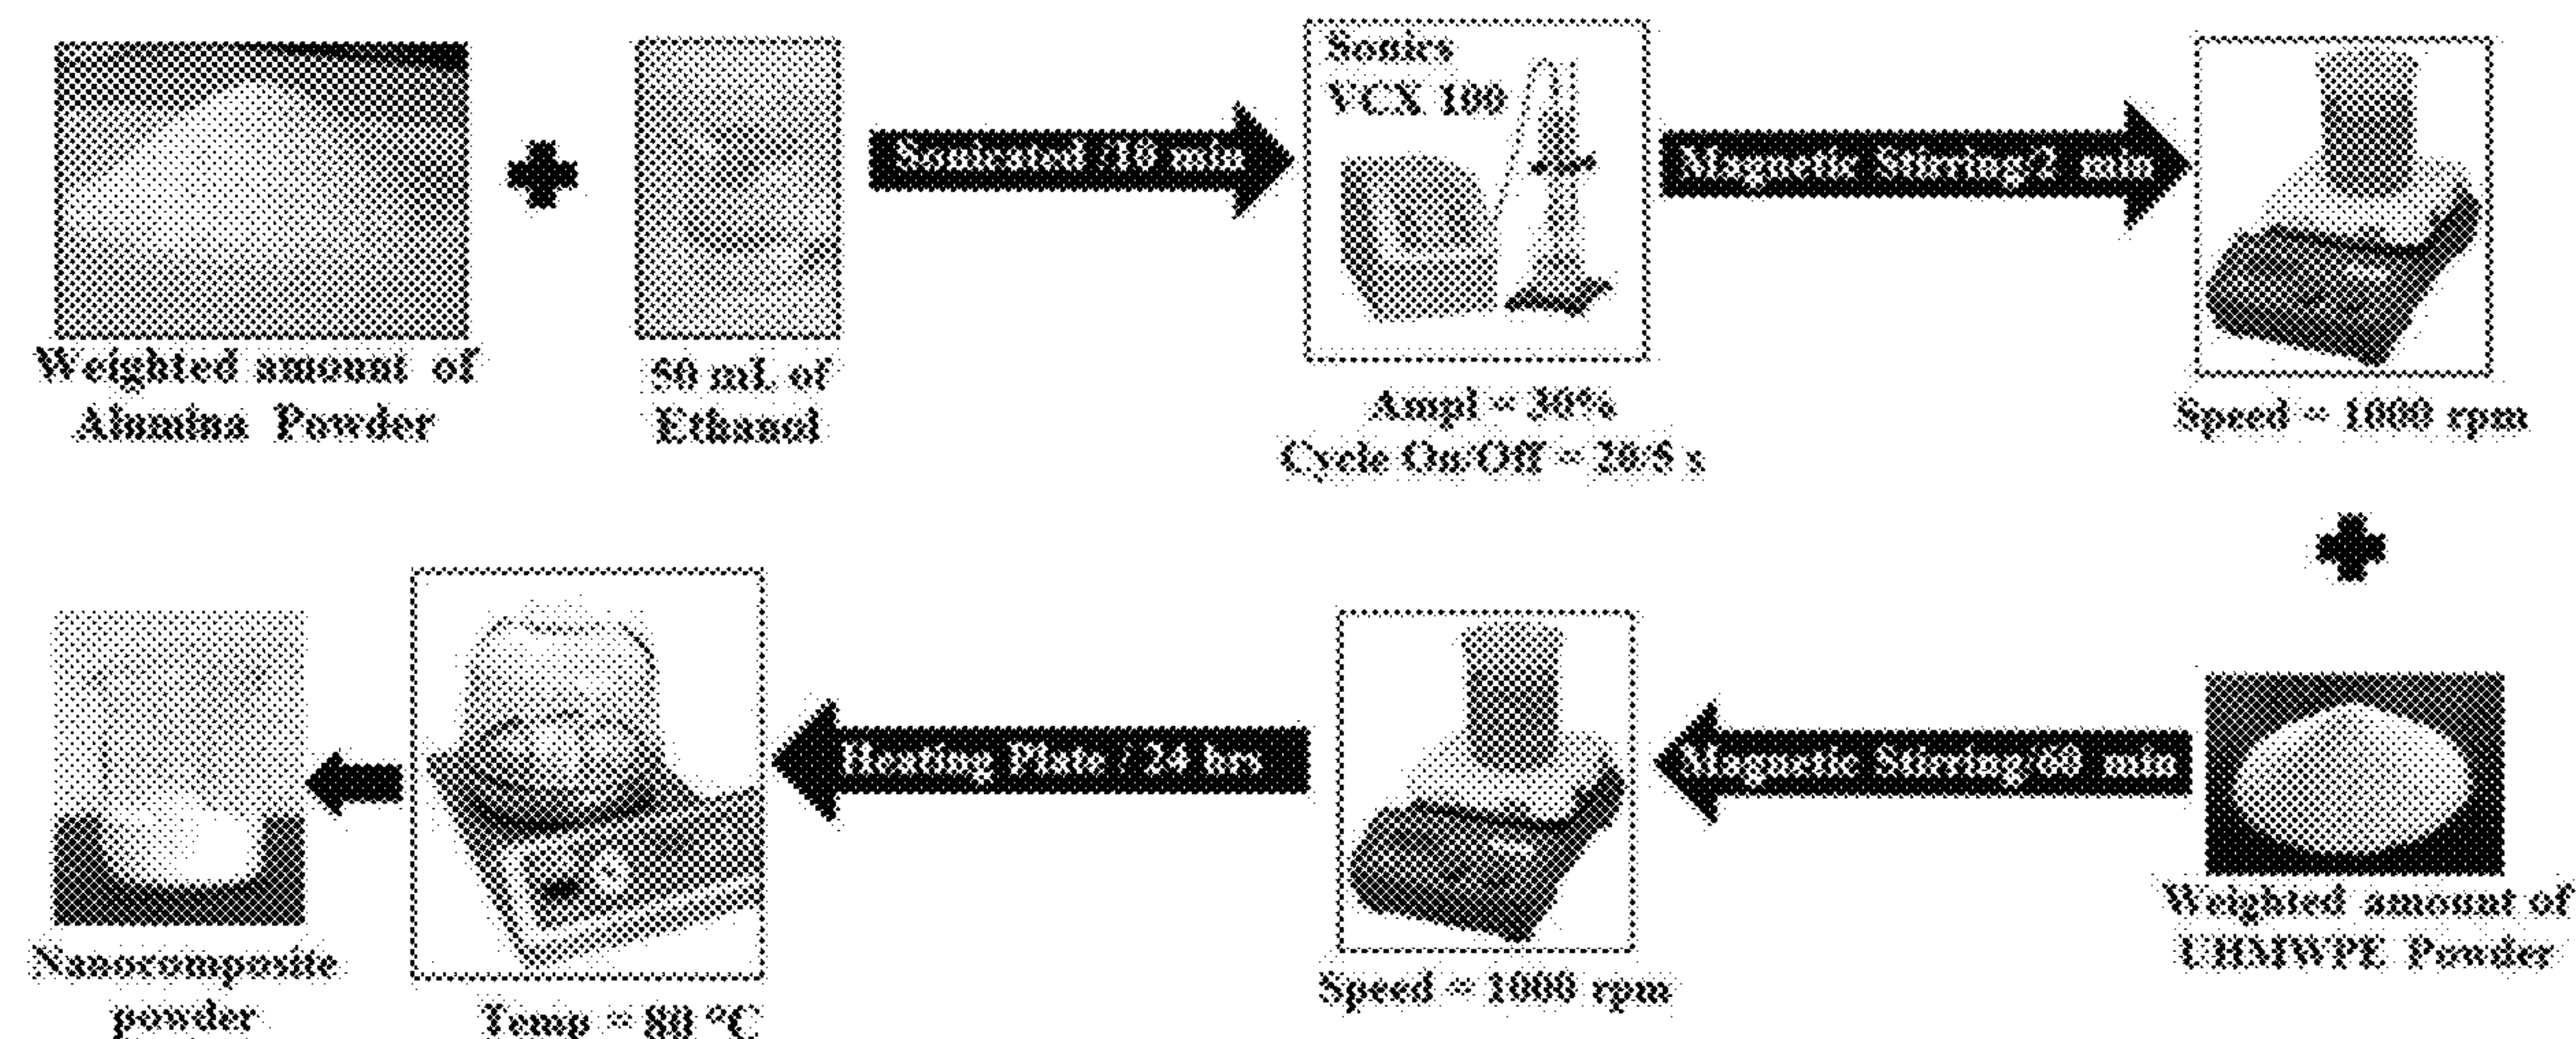 Sonics
VCX 100
Sonicated /10 min
Magnetic Stirring/2 min
Weighted amount of
Alumina Powder
50 mL of
Ethanol
Ampl = 30%
Cycle On/Off = 20/5 s
Speed = 1000 rpm
Heating Plate / 24 hrs
Magnetic Stirring/60 min
Weighted amount of
UHMWPE Powder
Nanocomposite
powder
Temp = 80 °C
Speed = 1000 rpm